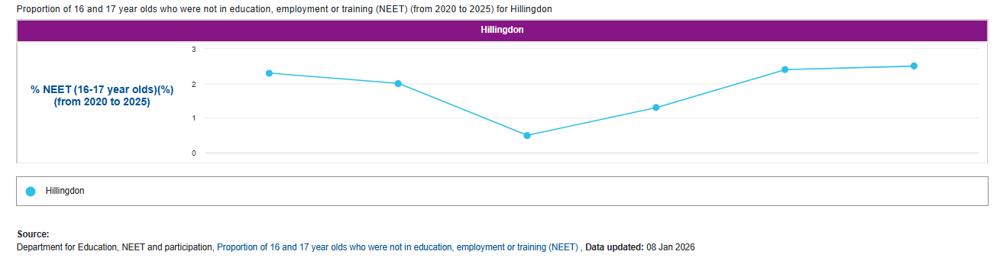 Proportion of 16 and 17 year olds who were not in education, employment or training (NEET) (from 2020 to 2025) for Hillingdon
Hillingdon
% NEET (16-17 year olds)(%)
(from 2020 to 2025)
3
2
1
0
Hillingdon
Source:
Department for Education, NEET and participation, Proportion of 16 and 17 year olds who were not in education, employment or training (NEET) , Data updated: 08 Jan 2026